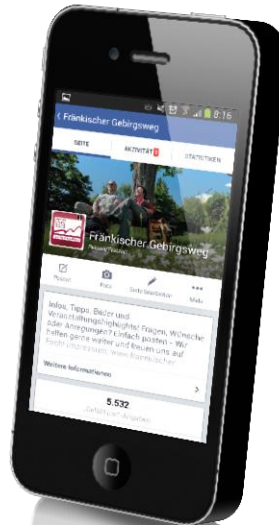 8:16
Fränkischer Gebirgsweg
SEITE AKTIVITÄT STATISTIKEN
Fränkischer Gebirgsweg
Posten Foto Seite bearbeiten Mehr
Infos, Tipps, Bilder und
Veranstaltungshighlights! Fragen, Wünsche
oder Anregungen? Einfach posten - Wir
helfen gerne weiter und freuen uns auf
Weitere Informationen
5.532